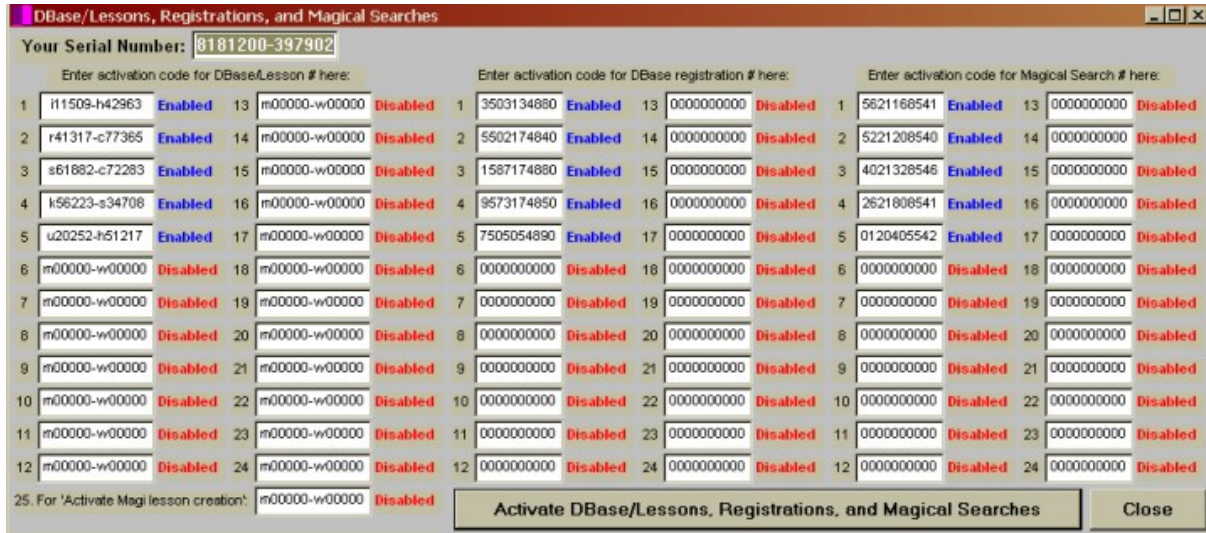 DBase/Lessons, Registrations, and Magical Searches
Your Serial Number: 8181200-397902
Enter activation code for DBase/Lesson # here: Enter activation code for DBase registration # here: Enter activation code for Magical Search # here:
1 i11509-h42963 Enabled 13 m00000-w00000 Disabled 1 3503134880 Enabled 13 0000000000 Disabled 1 5621168541 Enabled 13 0000000000 Disabled
2 r41317-c77365 Enabled 14 m00000-w00000 Disabled 2 5502174840 Enabled 14 0000000000 Disabled 2 5221208540 Enabled 14 0000000000 Disabled
3 s61882-c72283 Enabled 15 m00000-w00000 Disabled 3 1587174880 Enabled 15 0000000000 Disabled 3 4021328546 Enabled 15 0000000000 Disabled
4 k56223-s34708 Enabled 16 m00000-w00000 Disabled 4 9573174850 Enabled 16 0000000000 Disabled 4 2621808541 Enabled 16 0000000000 Disabled
5 u20252-h51217 Enabled 17 m00000-w00000 Disabled 5 7505054890 Enabled 17 0000000000 Disabled 5 0120405542 Enabled 17 0000000000 Disabled
6 m00000-w00000 Disabled 18 m00000-w00000 Disabled 6 0000000000 Disabled 18 0000000000 Disabled 6 0000000000 Disabled 18 0000000000 Disabled
7 m00000-w00000 Disabled 19 m00000-w00000 Disabled 7 0000000000 Disabled 19 0000000000 Disabled 7 0000000000 Disabled 19 0000000000 Disabled
8 m00000-w00000 Disabled 20 m00000-w00000 Disabled 8 0000000000 Disabled 20 0000000000 Disabled 8 0000000000 Disabled 20 0000000000 Disabled
9 m00000-w00000 Disabled 21 m00000-w00000 Disabled 9 0000000000 Disabled 21 0000000000 Disabled 9 0000000000 Disabled 21 0000000000 Disabled
10 m00000-w00000 Disabled 22 m00000-w00000 Disabled 10 0000000000 Disabled 22 0000000000 Disabled 10 0000000000 Disabled 22 0000000000 Disabled
11 m00000-w00000 Disabled 23 m00000-w00000 Disabled 11 0000000000 Disabled 23 0000000000 Disabled 11 0000000000 Disabled 23 0000000000 Disabled
12 m00000-w00000 Disabled 24 m00000-w00000 Disabled 12 0000000000 Disabled 24 0000000000 Disabled 12 0000000000 Disabled 24 0000000000 Disabled
25. For 'Activate Magi lesson creation': m00000-w00000 Disabled Activate DBase/Lessons, Registrations, and Magical Searches Close